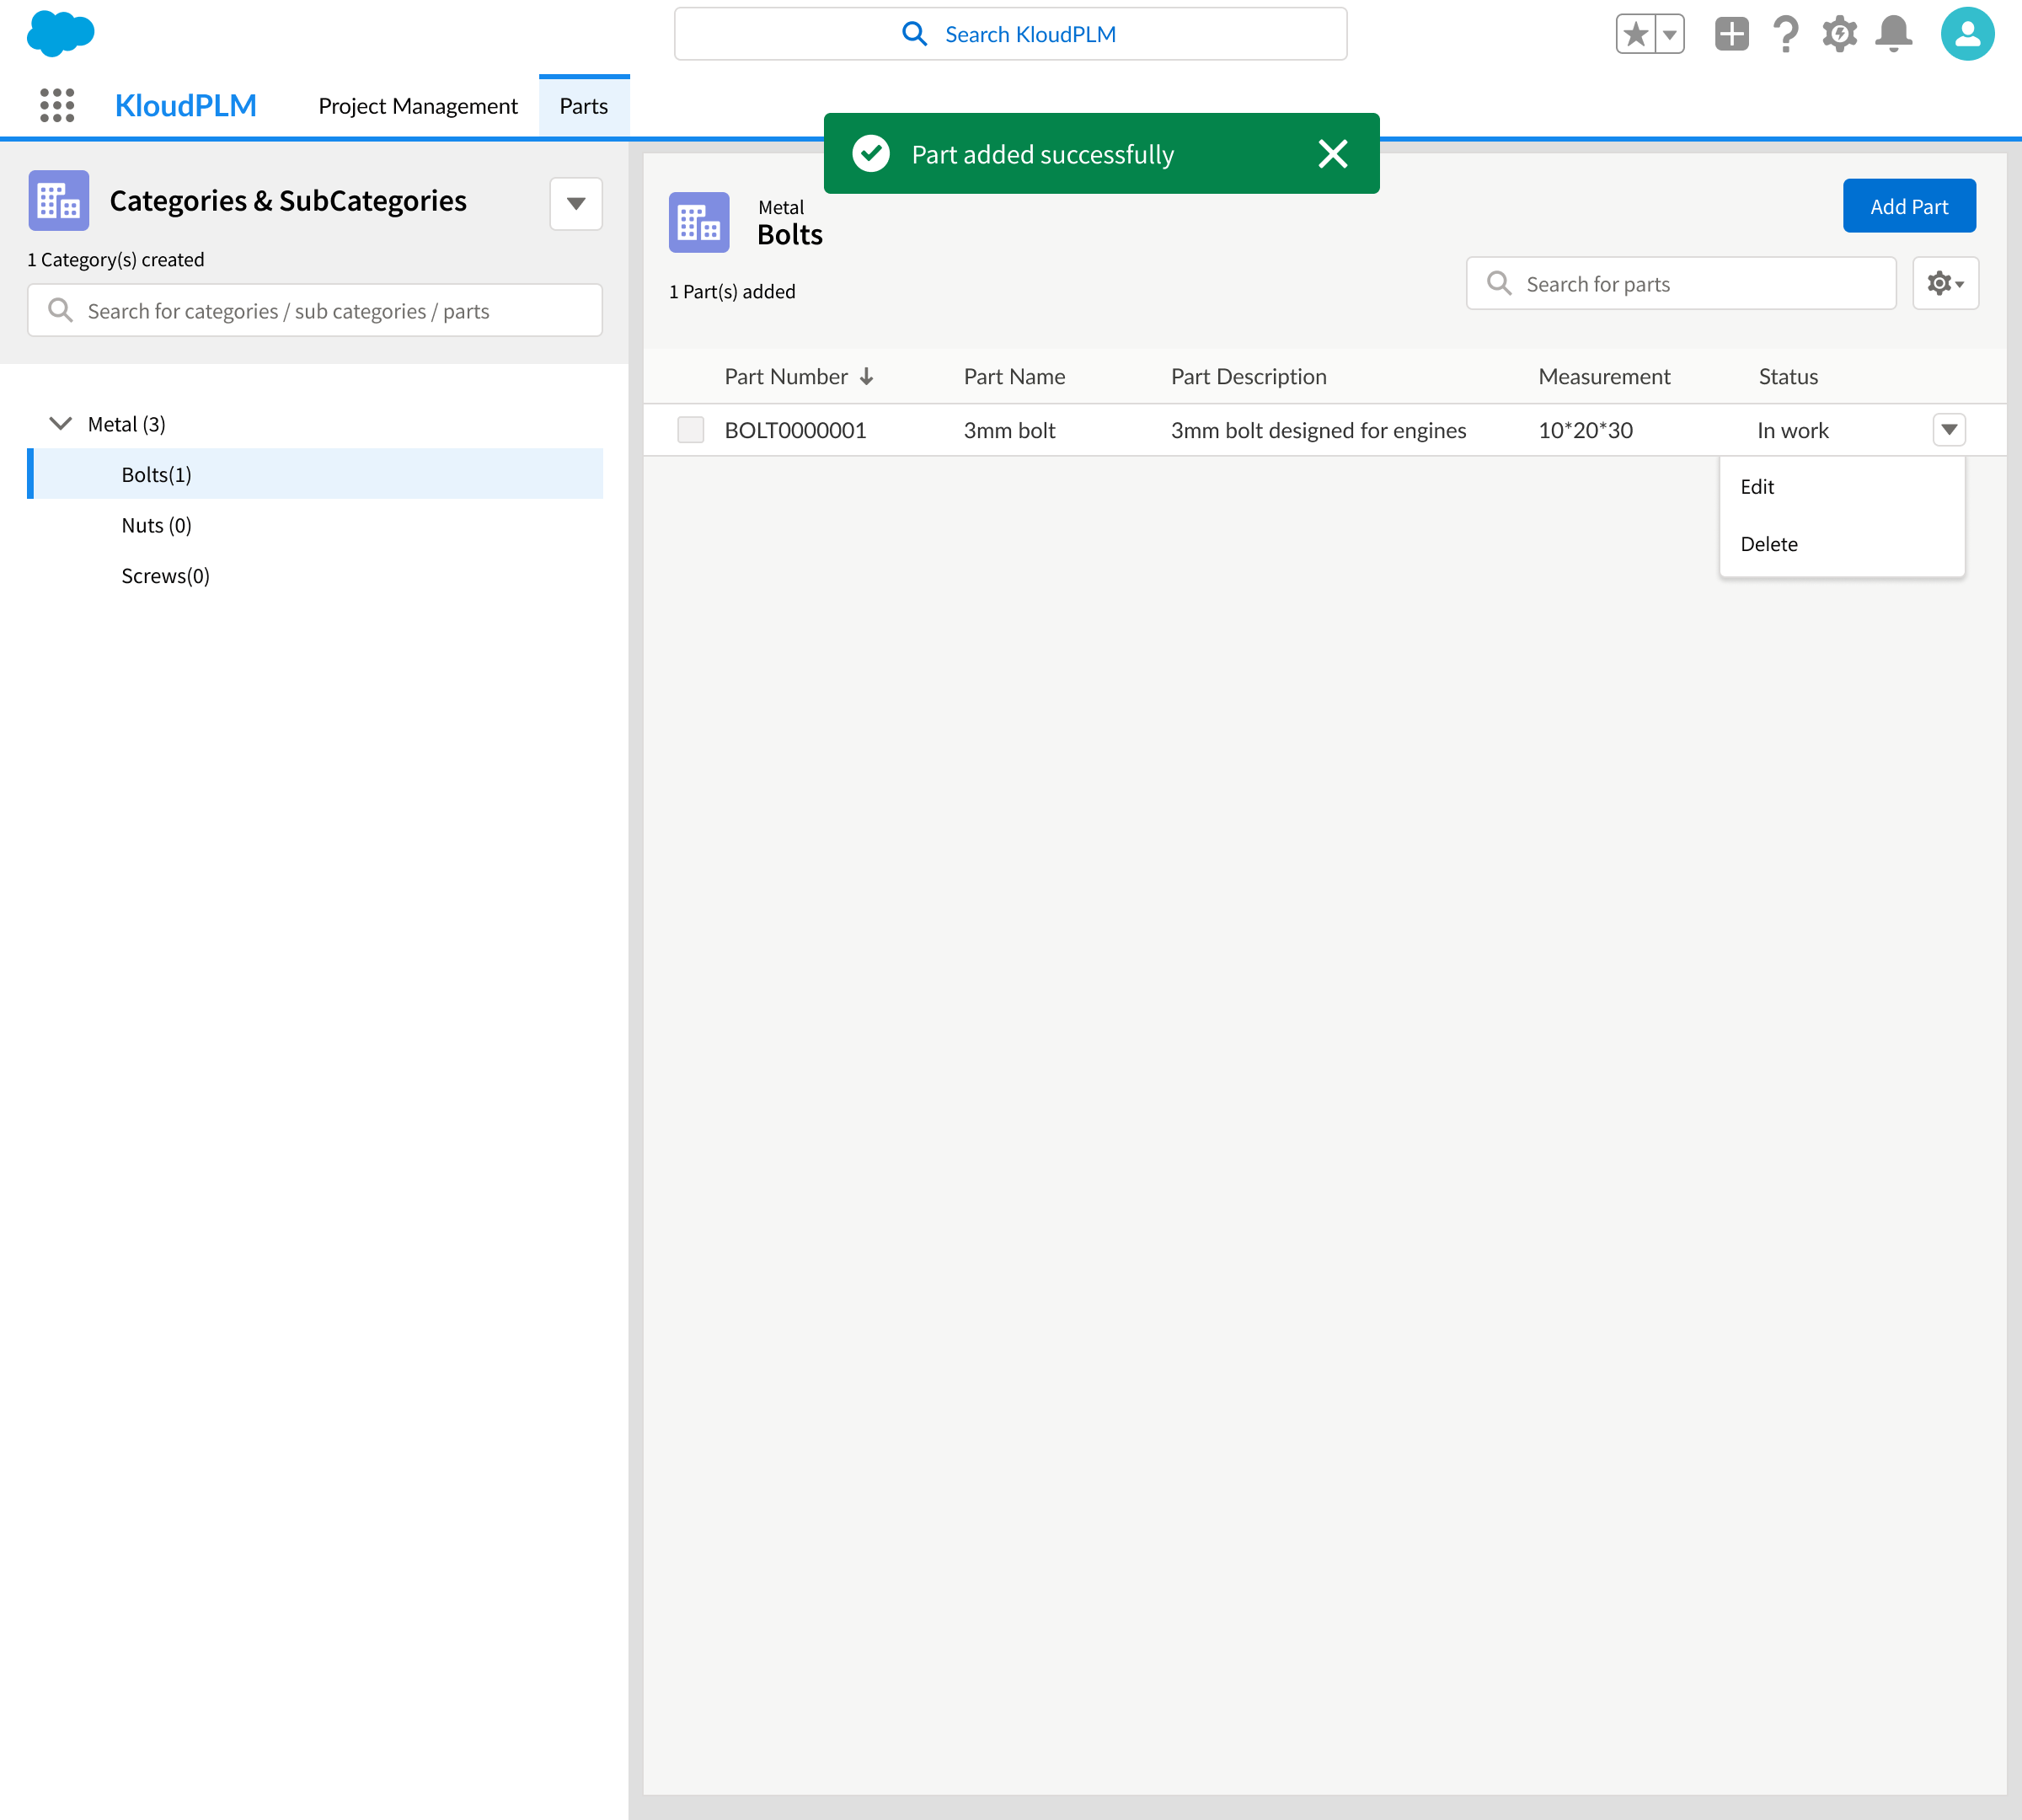 Search KloudPLM
KloudPLM Project Management Parts
Part added successfully
Categories & SubCategories
1 Category(s) created
Search for categories / sub categories / parts
Metal (3)
Bolts(1)
Nuts (0)
Screws(0)
Metal
Bolts
Add Part
1 Part(s) added
Search for parts
Part Number Part Name Part Description Measurement Status
BOLT0000001 3mm bolt 3mm bolt designed for engines 10*20*30 In work
Edit
Delete